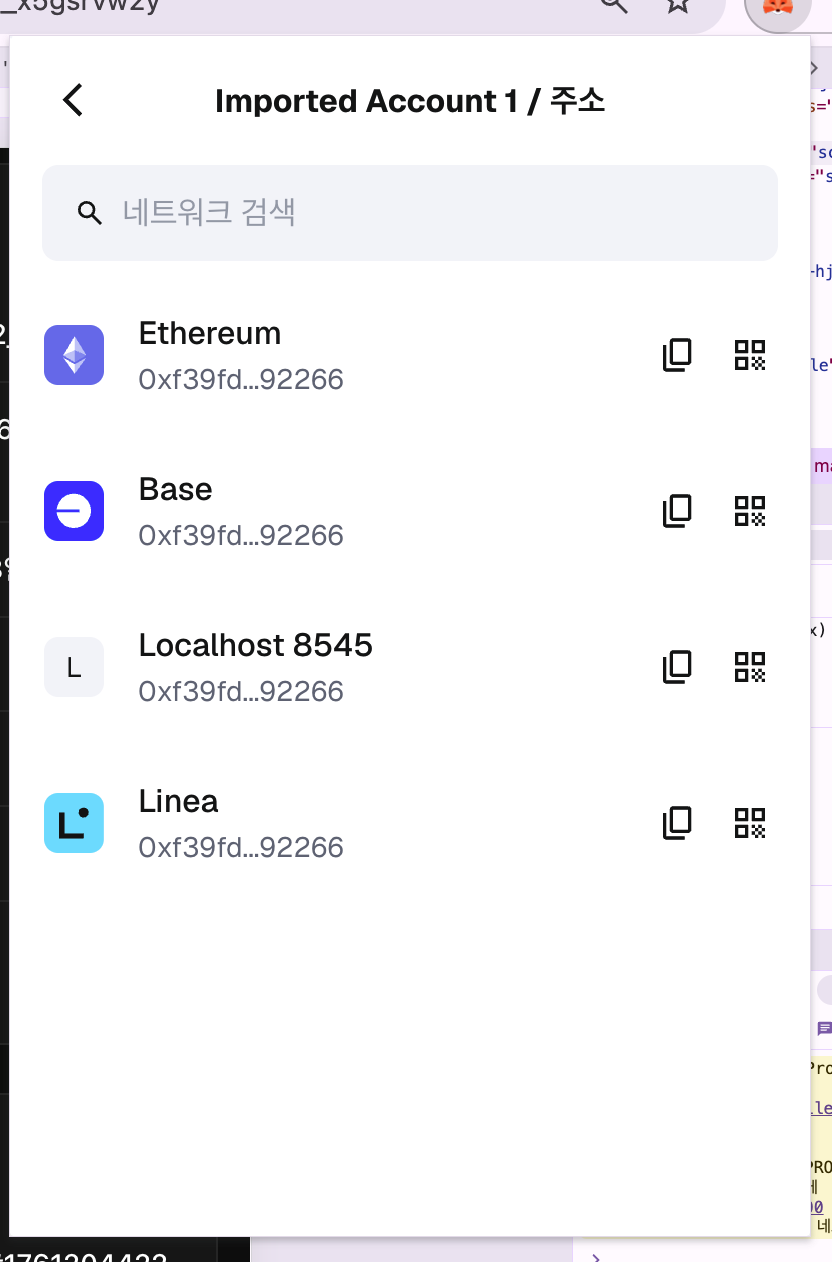 _x5gsrvwzy
Imported Account 1 / 주소
네트워크 검색
Ethereum
0xf39fd...92266
Base
0xf39fd...92266
L
Localhost 8545
0xf39fd...92266
Linea
0xf39fd...92266